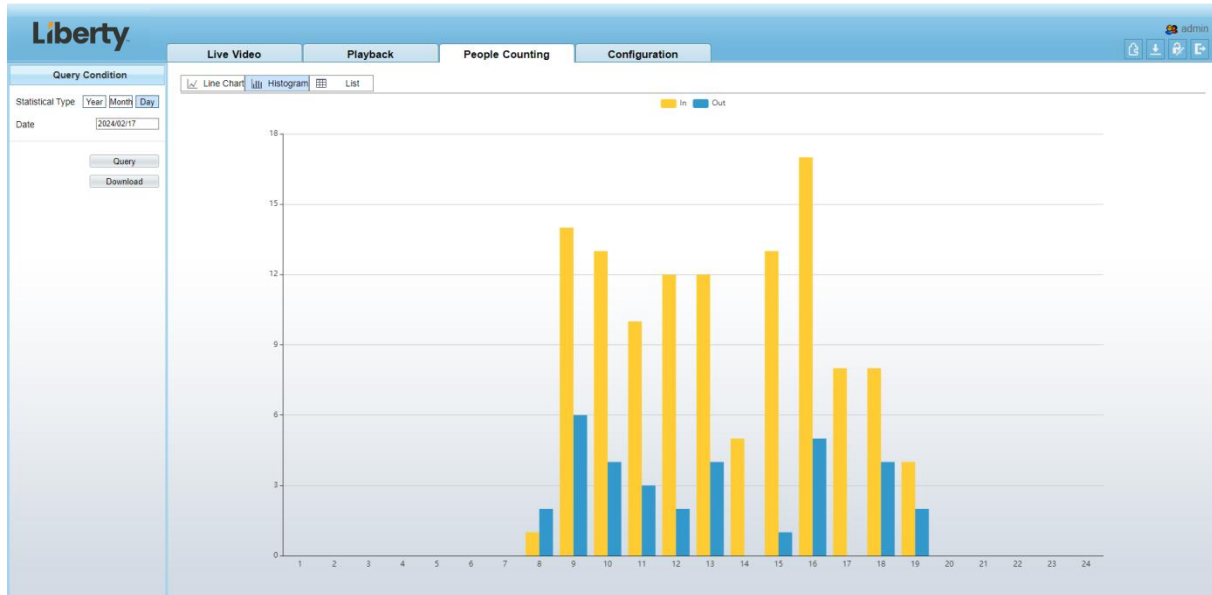 Liberty
admin
Live Video Playback People Counting Configuration
Query Condition
Line Chart Histogram List
Statistical Type Year Month Day
In Out
Date 2024/02/17
Query
Download
18
15
12
9
6
3
0
1 2 3 4 5 6 7 8 9 10 11 12 13 14 15 16 17 18 19 20 21 22 23 24